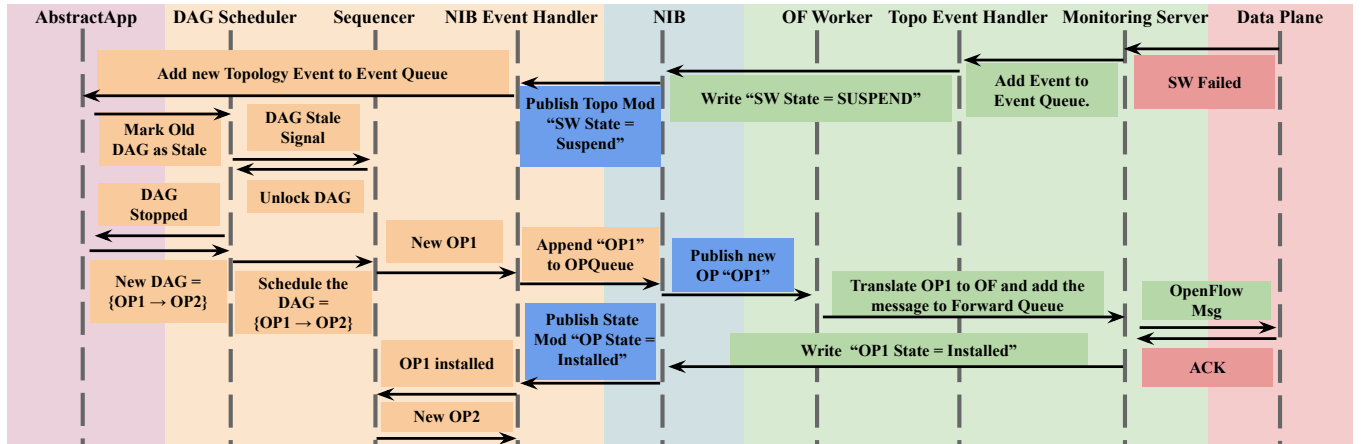 AbstractApp DAG Scheduler Sequencer NIB Event Handler NIB OF Worker Topo Event Handler Monitoring Server Data Plane
Add new Topology Event to Event Queue
Publish Topo Mod
“SW State =
Suspend”
Write “SW State = SUSPEND”
Add Event to
Event Queue.
SW Failed
Mark Old
DAG as Stale
DAG Stale
Signal
Unlock DAG
DAG
Stopped
New DAG =
{OP1 → OP2}
Schedule the
DAG =
{OP1 → OP2}
New OP1
Append “OP1”
to OPQueue
Publish new
OP “OP1”
Translate OP1 to OF and add the
message to Forward Queue
OpenFlow
Msg
ACK
Write “OP1 State = Installed”
Publish State
Mod “OP State =
Installed”
OP1 installed
New OP2